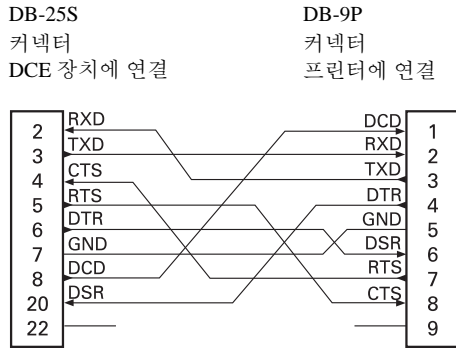 DB-25S
커넥터
DCE 장치에 연결
DB-9P
커넥터
프린터에 연결
2 RXD
3 TXD
4 CTS
5 RTS
6 DTR
7 GND
8 DCD
20 DSR
22
DCD 1
RXD 2
TXD 3
DTR 4
GND 5
DSR 6
RTS 7
CTS 8
9